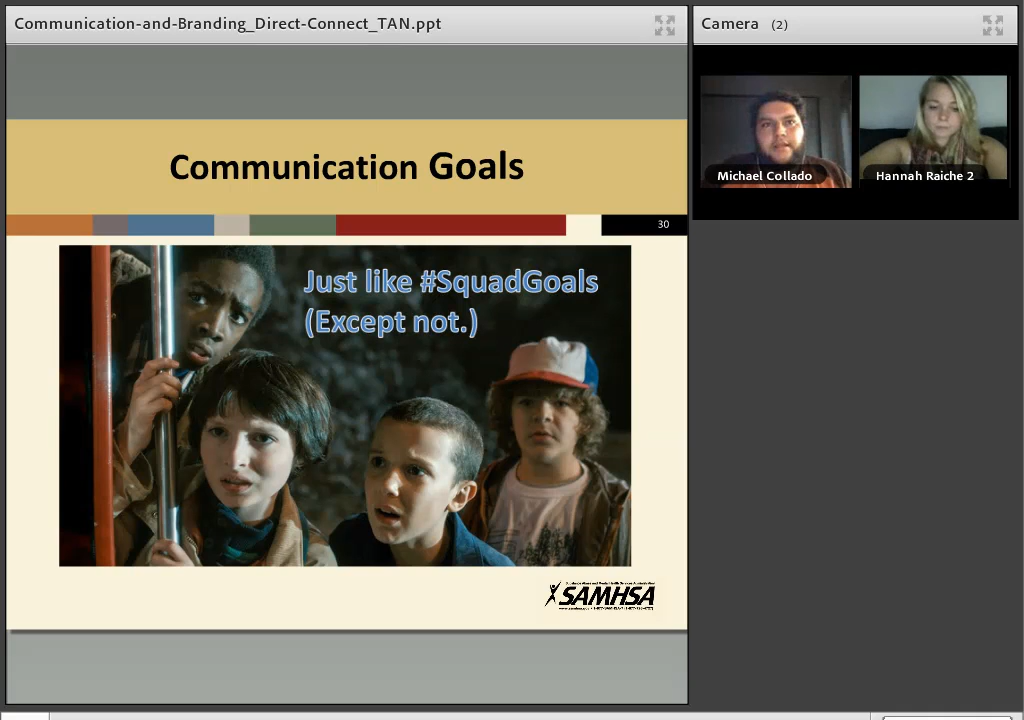 Communication-and-Branding_Direct-Connect_TAN.ppt
Camera (2)
Michael Collado
Hannah Raiche 2
Communication Goals
30
Just like #SquadGoals
(Except not.)
SAMHSA